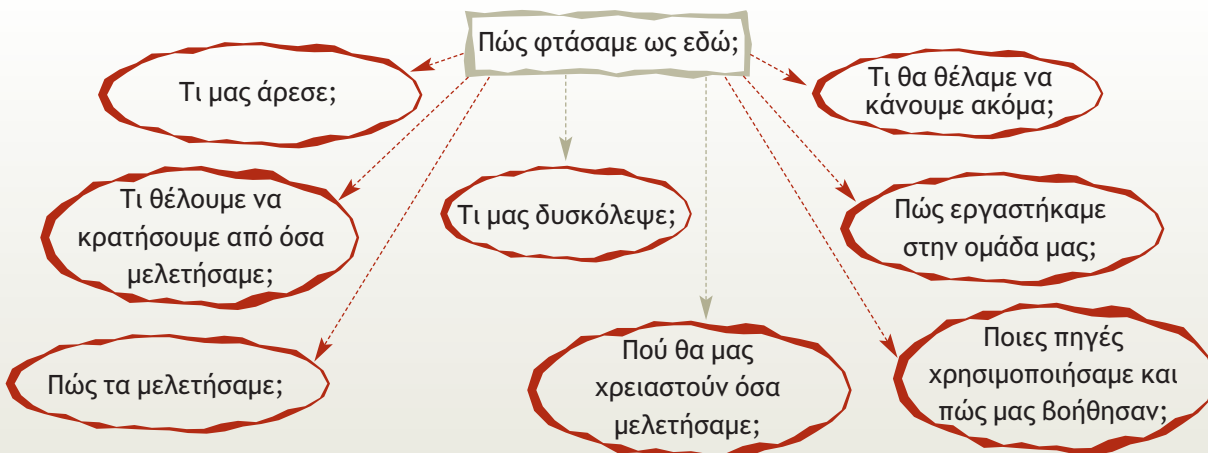 Πώς φτάσαμε ως εδώ;
Τι μας άρεσε;
Τι θα θέλαμε να
κάνουμε ακόμα;
Τι θέλουμε να
κρατήσουμε από όσα
μελετήσαμε;
Τι μας δυσκόλεψε;
Πώς εργαστήκαμε
στην ομάδα μας;
Πώς τα μελετήσαμε;
Πού θα μας
χρειαστούν όσα
μελετήσαμε;
Ποιες πηγές
χρησιμοποιήσαμε και
πώς μας βοήθησαν;